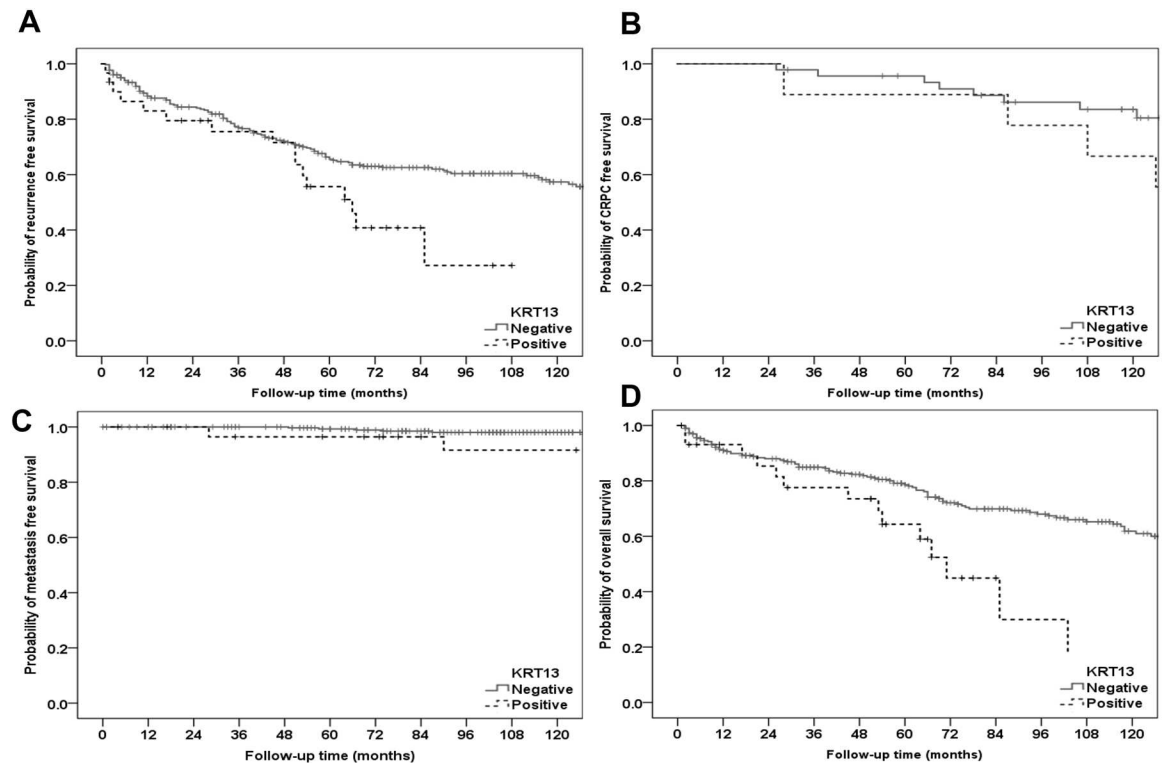 A
Probability of recurrence free survival
1.0
0.8
0.6
0.4
0.2
0.0
KRT13
Negative
Positive
0 12 24 36 48 60 72 84 96 108 120
Follow-up time (months)
B
Probability of CRPC free survival
1.0
0.8
0.6
0.4
0.2
0.0
KRT13
Negative
Positive
0 12 24 36 48 60 72 84 96 108 120
Follow-up time (months)
C
Probability of metastasis free survival
1.0
0.8
0.6
0.4
0.2
0.0
KRT13
Negative
Positive
0 12 24 36 48 60 72 84 96 108 120
Follow-up time (months)
D
Probability of overall survival
1.0
0.8
0.6
0.4
0.2
0.0
KRT13
Negative
Positive
0 12 24 36 48 60 72 84 96 108 120
Follow-up time (months)